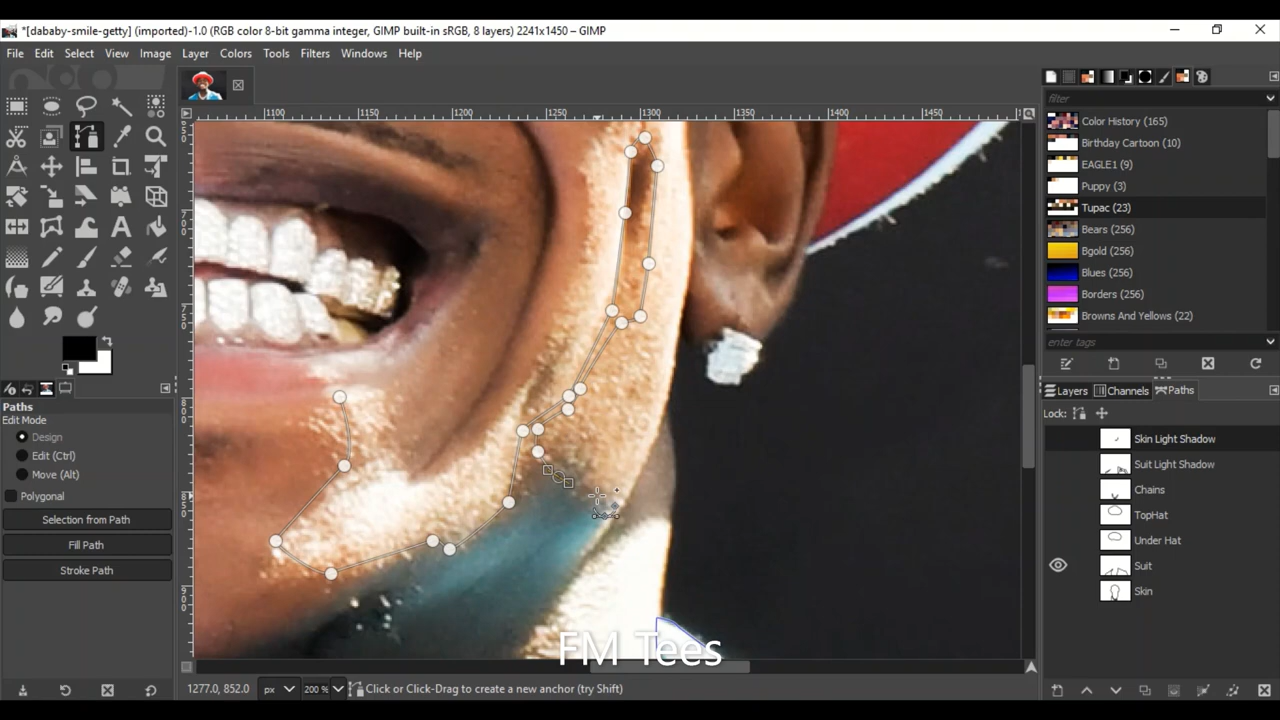 *[dababy-smile-getty] (imported)-1.0 (RGB color 8-bit gamma integer, GIMP built-in sRGB, 8 layers) 2241x1450 – GIMP
File Edit Select View Image Layer Colors Tools Filters Windows Help
1100 1150 1200 1250 1300 1350 1400 1450
filter
Color History (165)
Birthday Cartoon (10)
EAGLE1 (9)
Puppy (3)
Tupac (23)
Bears (256)
Bgold (256)
Blues (256)
Borders (256)
Browns And Yellows (22)
enter tags
Layers Channels Paths
Lock:
Skin Light Shadow
Suit Light Shadow
Chains
TopHat
Under Hat
Suit
Skin
Paths
Edit Mode
Design
Edit (Ctrl)
Move (Alt)
Polygonal
Selection from Path
Fill Path
Stroke Path
FM Tees
1277.0, 852.0 px 200 % Click or Click-Drag to create a new anchor (try Shift)